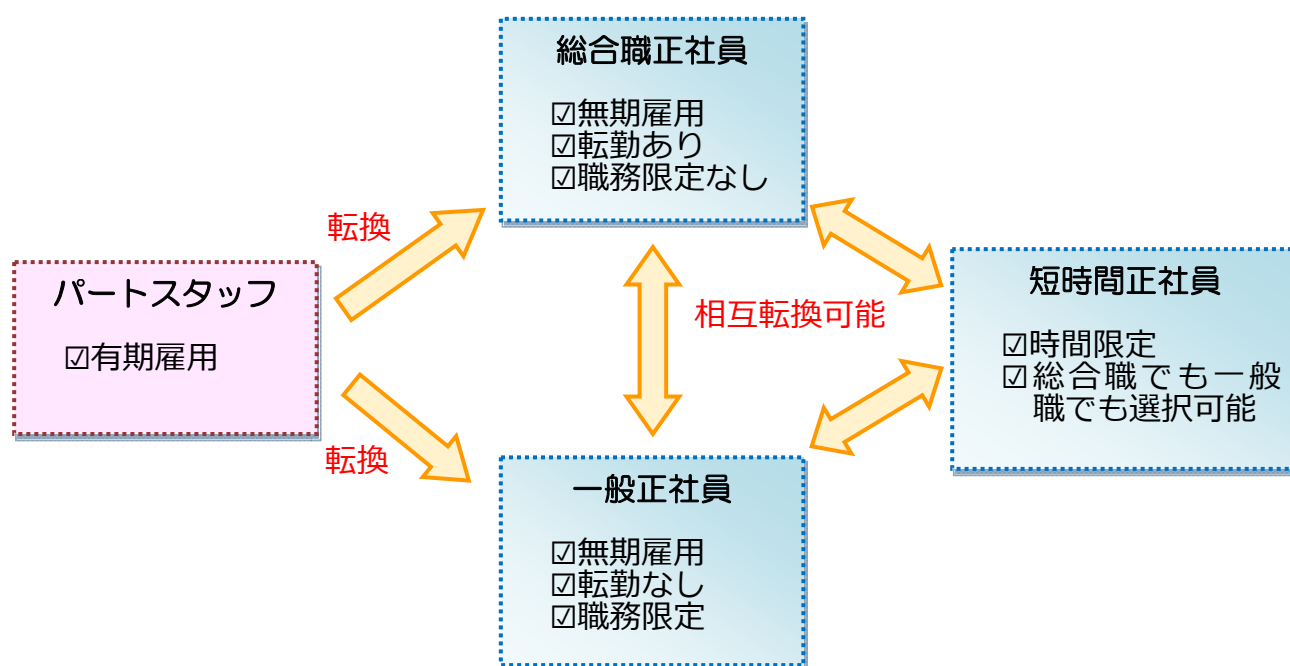 総合職正社員
☑無期雇用
☑転勤あり
☑職務限定なし
転換
パートスタッフ
☑有期雇用
相互転換可能
短時間正社員
☑時間限定
☑総合職でも一般
職でも選択可能
転換
一般正社員
☑無期雇用
☑転勤なし
☑職務限定